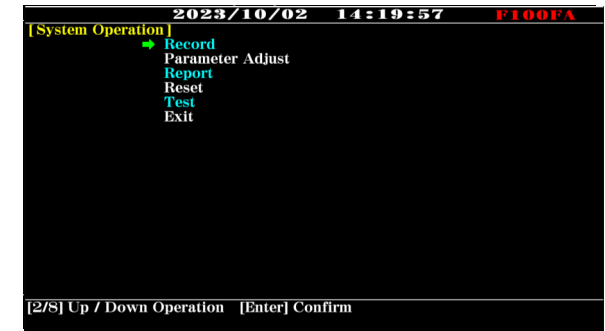 2023/10/02 14:19:57 F100FA
[System Operation]
Record
Parameter Adjust
Report
Reset
Test
Exit
[2/8] Up / Down Operation [Enter] Confirm